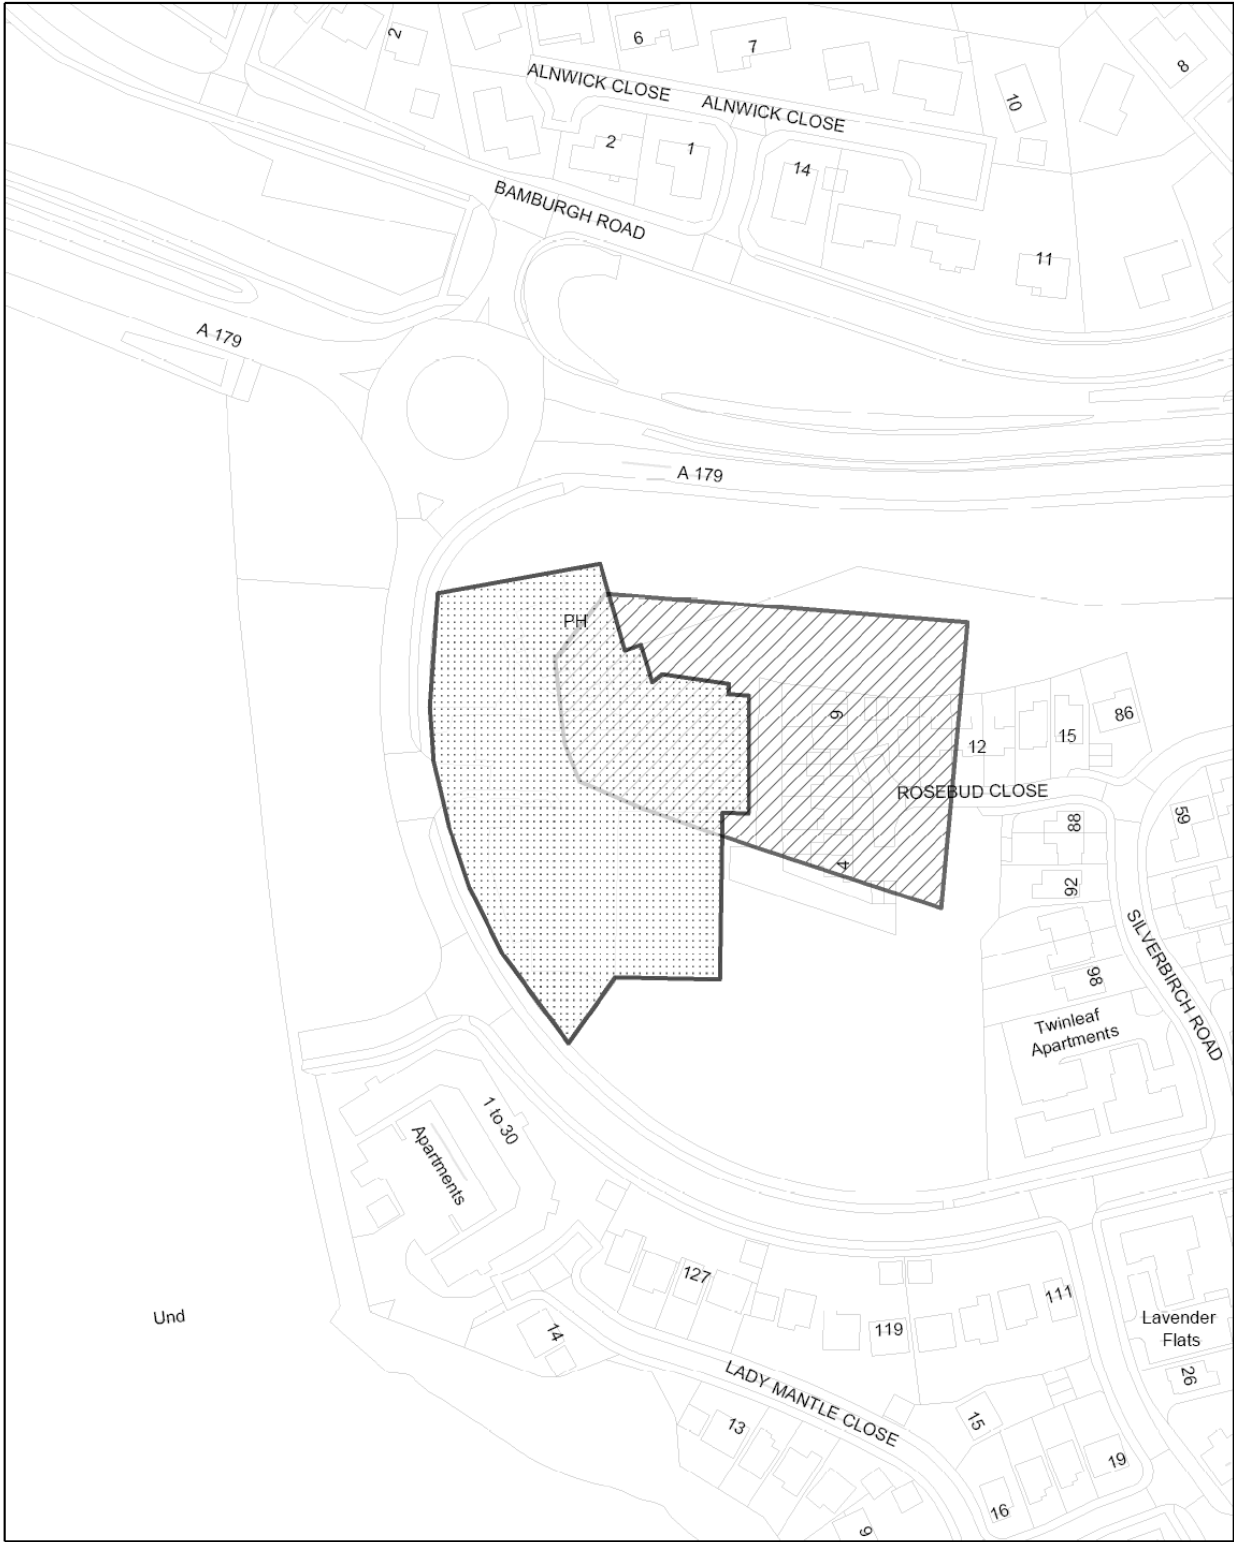 2
6
7
8
ALNWICK CLOSE
ALNWICK CLOSE
10
2
1
14
BAMBURGH ROAD
11
A 179
A 179
PH
9
86
15
12
ROSEBUD CLOSE
59
88
4
92
SILVERBIRCH ROAD
98
Twinleaf
Apartments
1 to 30
Apartments
127
111
Und
14
119
Lavender
Flats
26
LADY MANTLE CLOSE
15
13
19
16
9